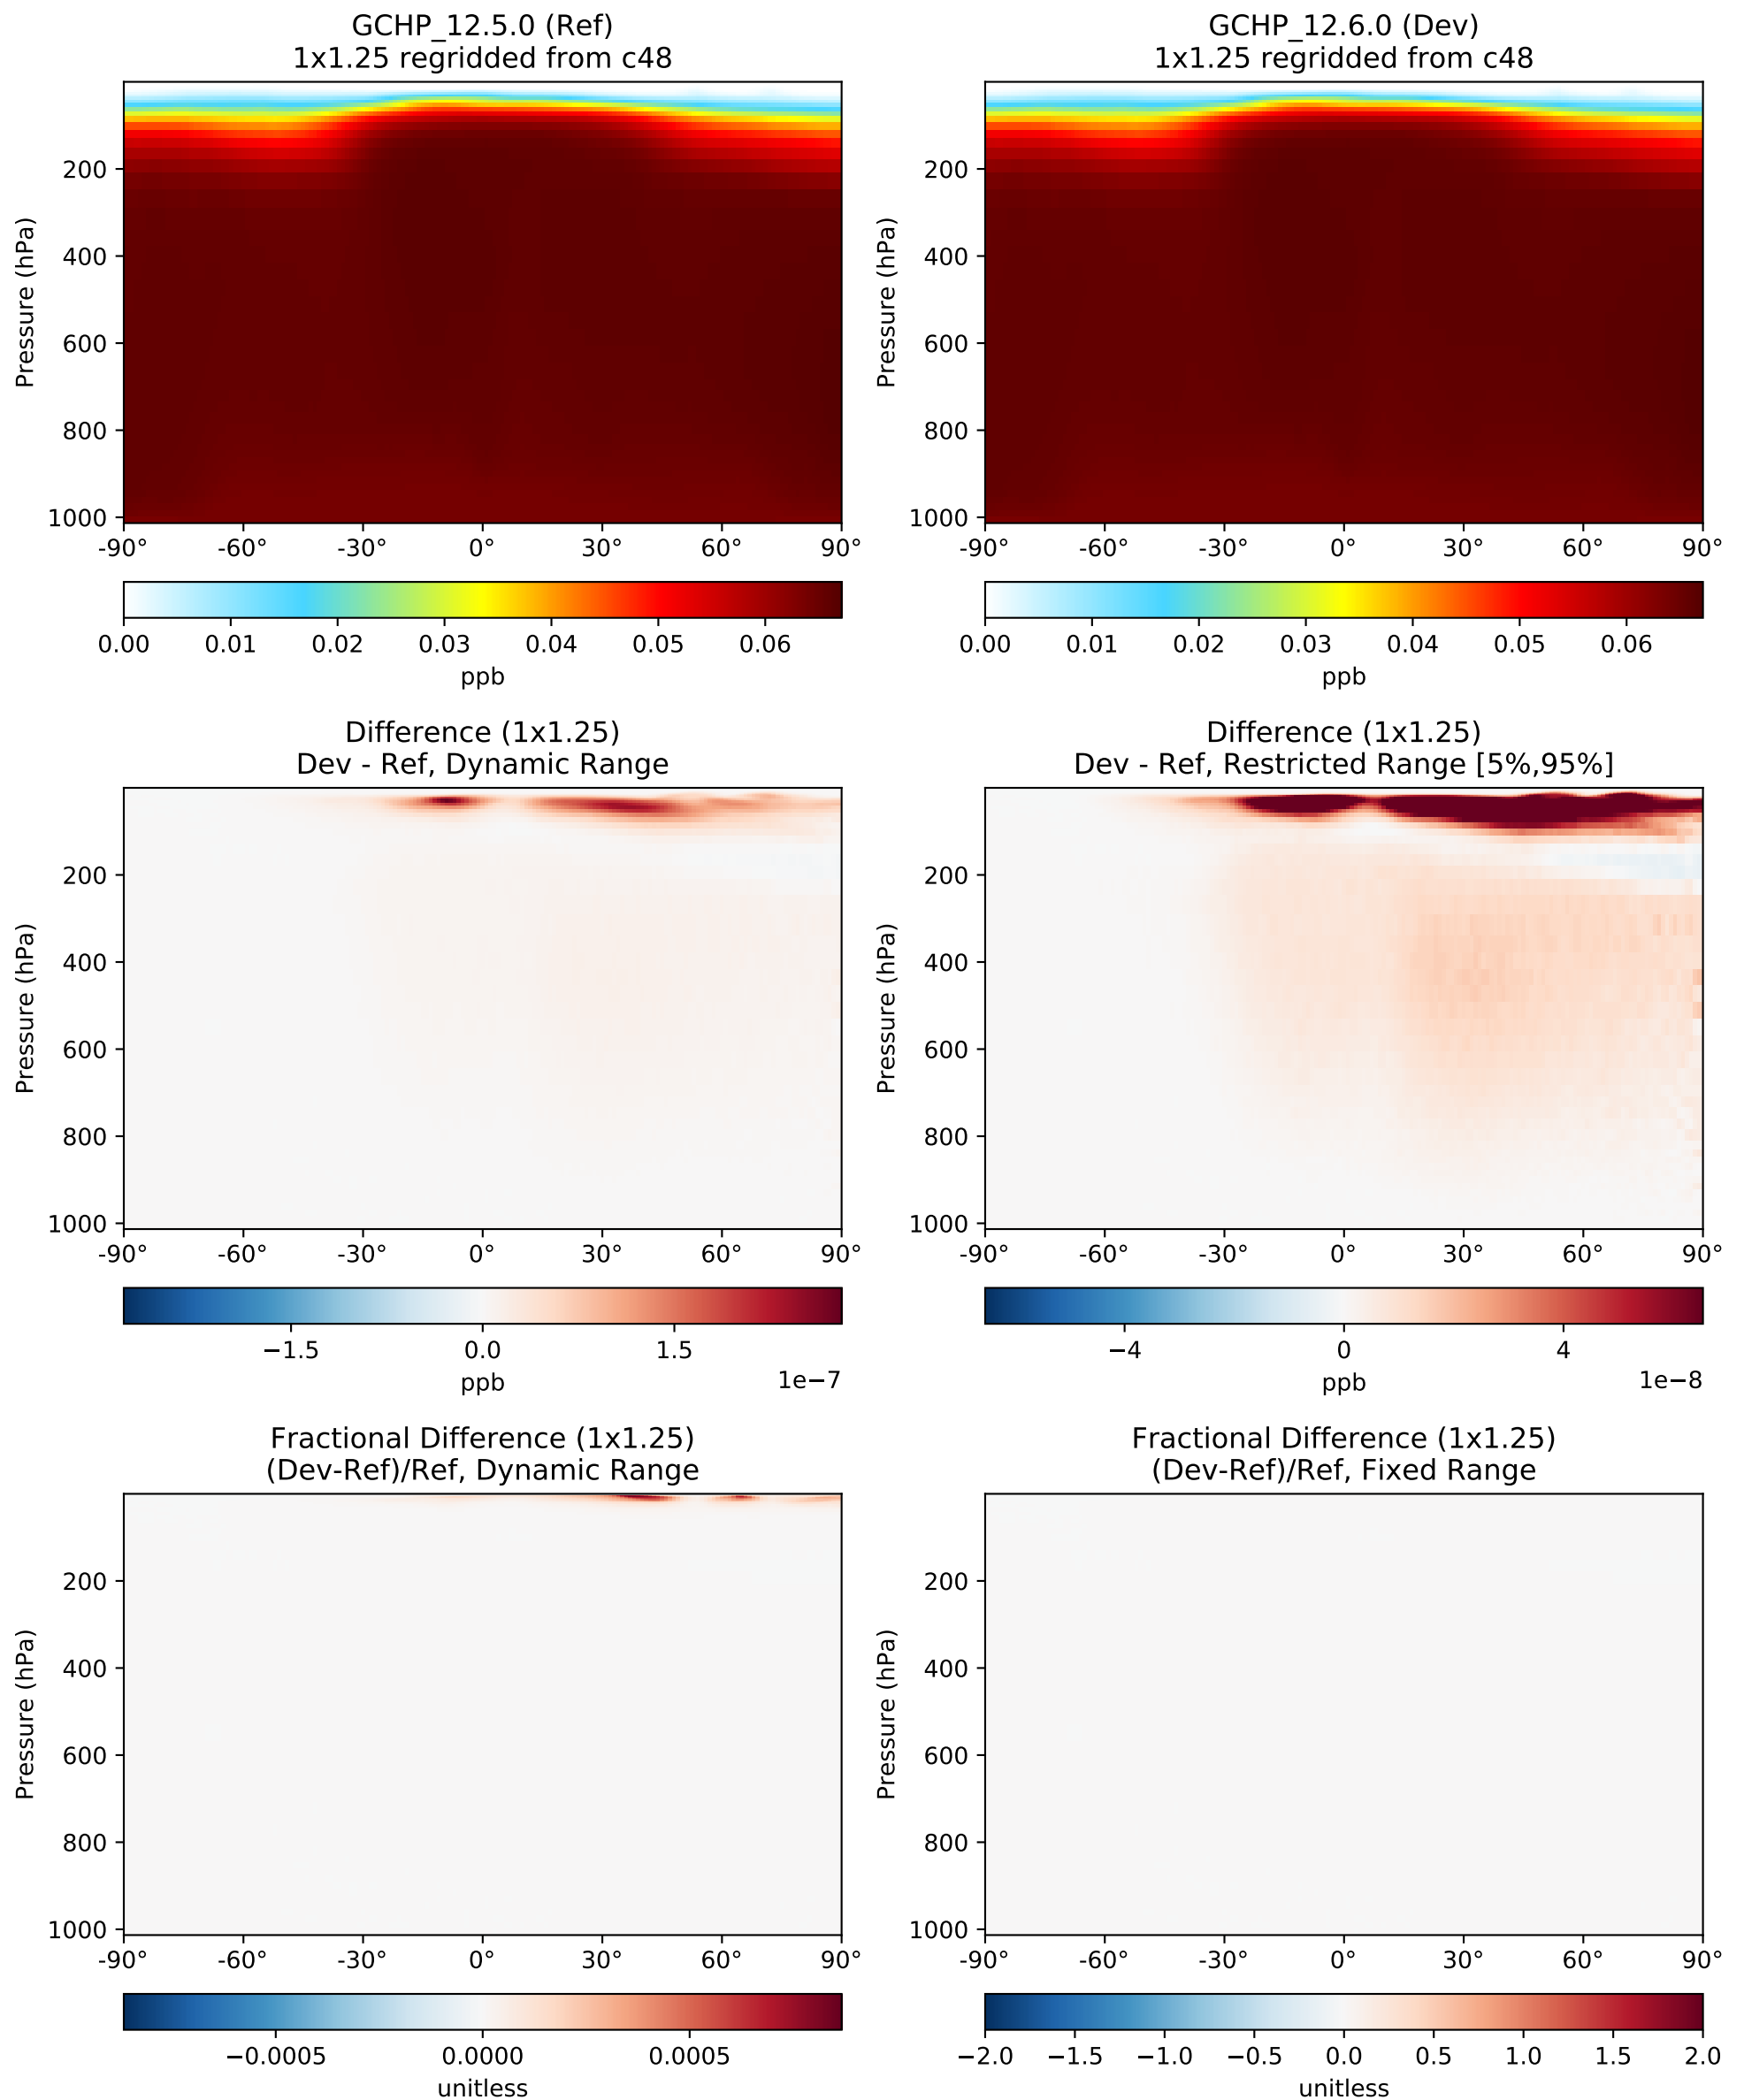 GCHP_12.5.0 (Ref)
1x1.25 regridded from c48
Pressure (hPa)
200
400
600
800
1000
-90° -60° -30° 0° 30° 60° 90°
0.00 0.01 0.02 0.03 0.04 0.05 0.06
ppb
GCHP_12.6.0 (Dev)
1x1.25 regridded from c48
Pressure (hPa)
200
400
600
800
1000
-90° -60° -30° 0° 30° 60° 90°
0.00 0.01 0.02 0.03 0.04 0.05 0.06
ppb
Difference (1x1.25)
Dev - Ref, Dynamic Range
Pressure (hPa)
200
400
600
800
1000
-90° -60° -30° 0° 30° 60° 90°
−1.5 0.0 1.5
ppb 1e−7
Difference (1x1.25)
Dev - Ref, Restricted Range [5%,95%]
Pressure (hPa)
200
400
600
800
1000
-90° -60° -30° 0° 30° 60° 90°
−4 0 4
ppb 1e−8
Fractional Difference (1x1.25)
(Dev-Ref)/Ref, Dynamic Range
Pressure (hPa)
200
400
600
800
1000
-90° -60° -30° 0° 30° 60° 90°
−0.0005 0.0000 0.0005
unitless
Fractional Difference (1x1.25)
(Dev-Ref)/Ref, Fixed Range
Pressure (hPa)
200
400
600
800
1000
-90° -60° -30° 0° 30° 60° 90°
−2.0 −1.5 −1.0 −0.5 0.0 0.5 1.0 1.5 2.0
unitless